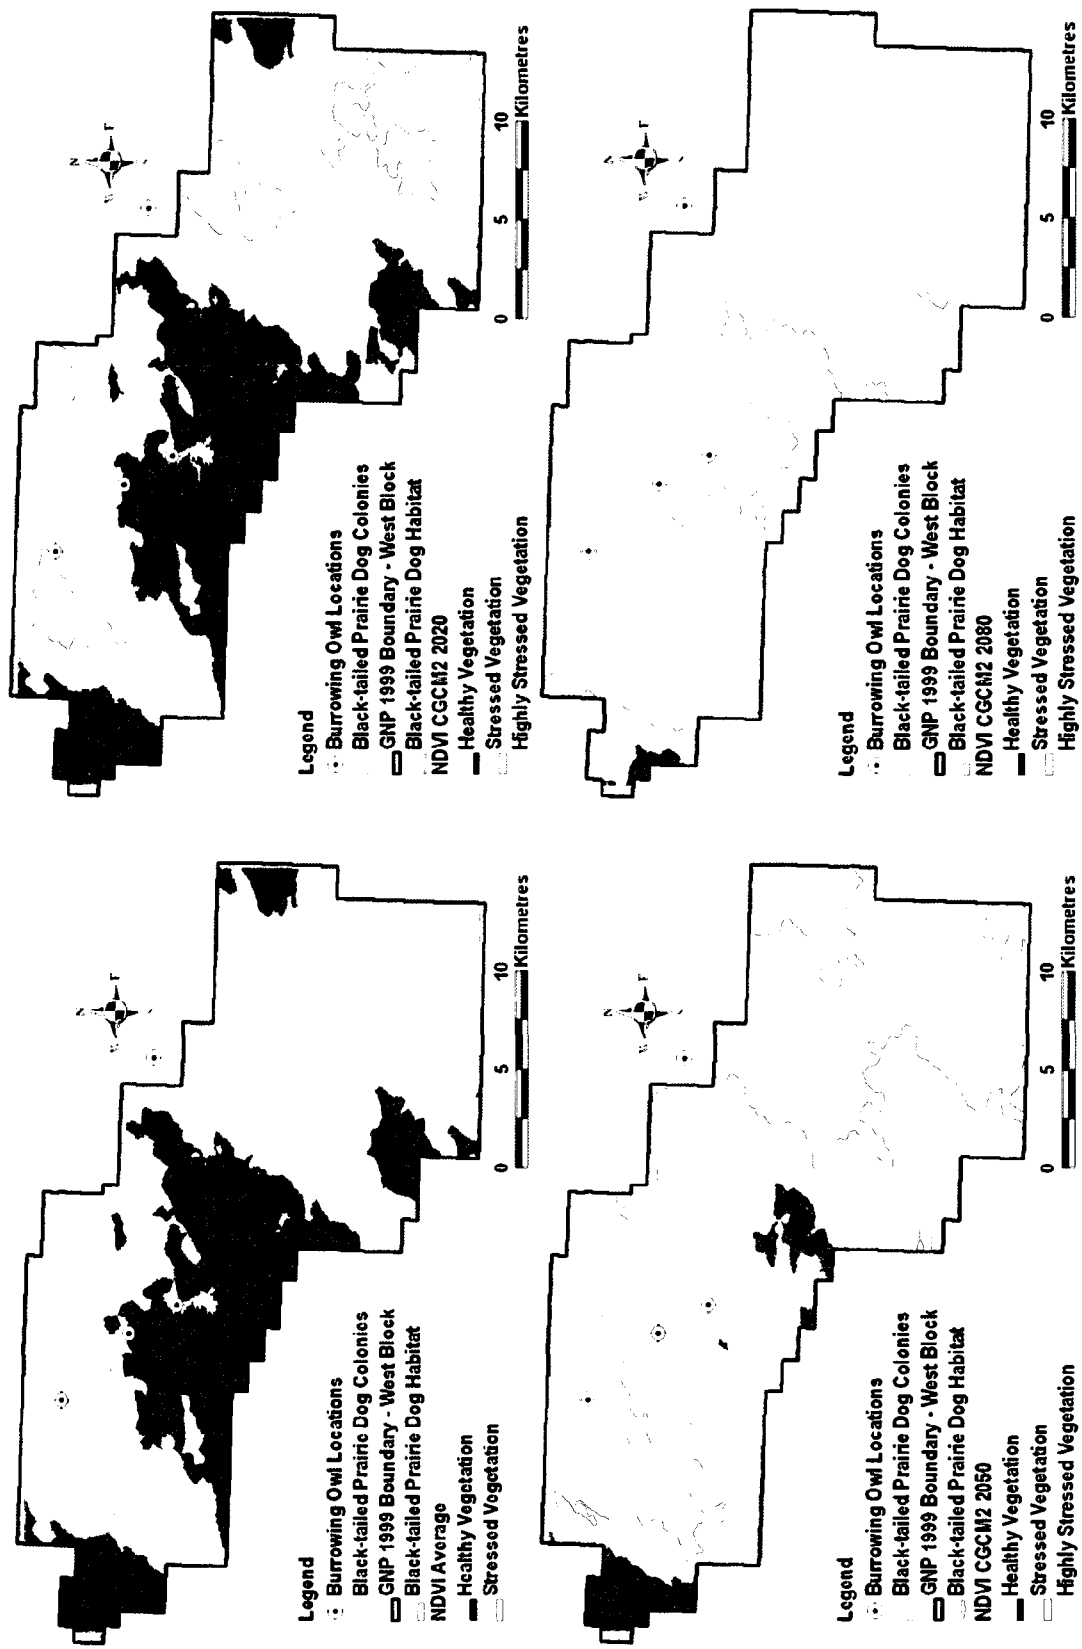 Legend
Burrowing Owl Locations
Black-tailed Prairie Dog Colonies
GNP 1999 Boundary - West Block
Black-tailed Prairie Dog Habitat
NDVI Average
Healthy Vegetation
Stressed Vegetation
N
0 5 10
Kilometres
Legend
Burrowing Owl Locations
Black-tailed Prairie Dog Colonies
GNP 1999 Boundary - West Block
Black-tailed Prairie Dog Habitat
NDVI CGCM2 2020
Healthy Vegetation
Stressed Vegetation
Highly Stressed Vegetation
N
0 5 10
Kilometres
Legend
Burrowing Owl Locations
Black-tailed Prairie Dog Colonies
GNP 1999 Boundary - West Block
Black-tailed Prairie Dog Habitat
NDVI CGCM2 2050
Healthy Vegetation
Stressed Vegetation
Highly Stressed Vegetation
N
0 5 10
Kilometres
Legend
Burrowing Owl Locations
Black-tailed Prairie Dog Colonies
GNP 1999 Boundary - West Block
Black-tailed Prairie Dog Habitat
NDVI CGCM2 2080
Healthy Vegetation
Stressed Vegetation
Highly Stressed Vegetation
N
0 5 10
Kilometres